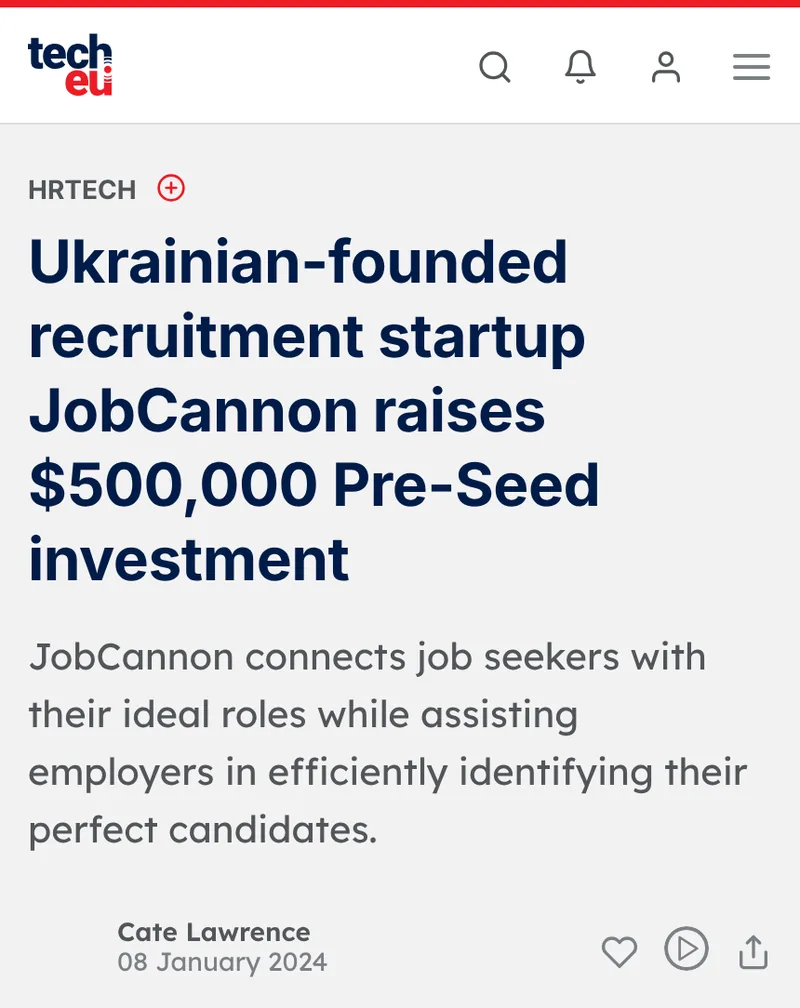 tech
eu
HRTECH
Ukrainian-founded
recruitment startup
JobCannon raises
$500,000 Pre-Seed
investment
JobCannon connects job seekers with
their ideal roles while assisting
employers in efficiently identifying their
perfect candidates.
Cate Lawrence
08 January 2024